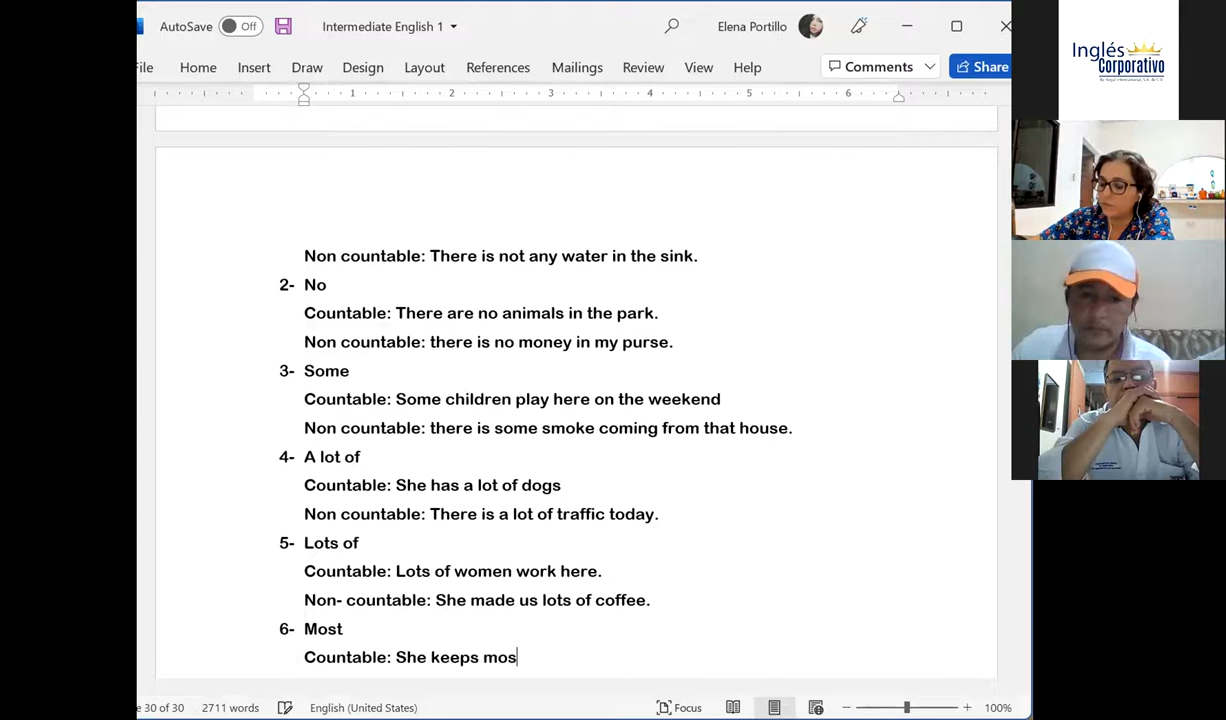 AutoSave Off Intermediate English 1 Elena Portillo
File Home Insert Draw Design Layout References Mailings Review View Help Comments Share
1 2 3 4 5 6
Non countable: There is not any water in the sink.
2- No
Countable: There are no animals in the park.
Non countable: there is no money in my purse.
3- Some
Countable: Some children play here on the weekend
Non countable: there is some smoke coming from that house.
4- A lot of
Countable: She has a lot of dogs
Non countable: There is a lot of traffic today.
5- Lots of
Countable: Lots of women work here.
Non- countable: She made us lots of coffee.
6- Most
Countable: She keeps mos
e 30 of 30 2711 words English (United States) Focus 100%
Inglés
Corporativo